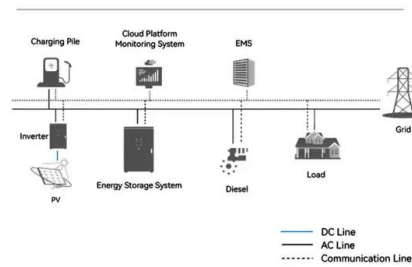 Charging Pile
Cloud Platform
Monitoring System
EMS
Grid
Inverter
PV
Energy Storage System
Diesel
Load
DC Line
AC Line
Communication Line